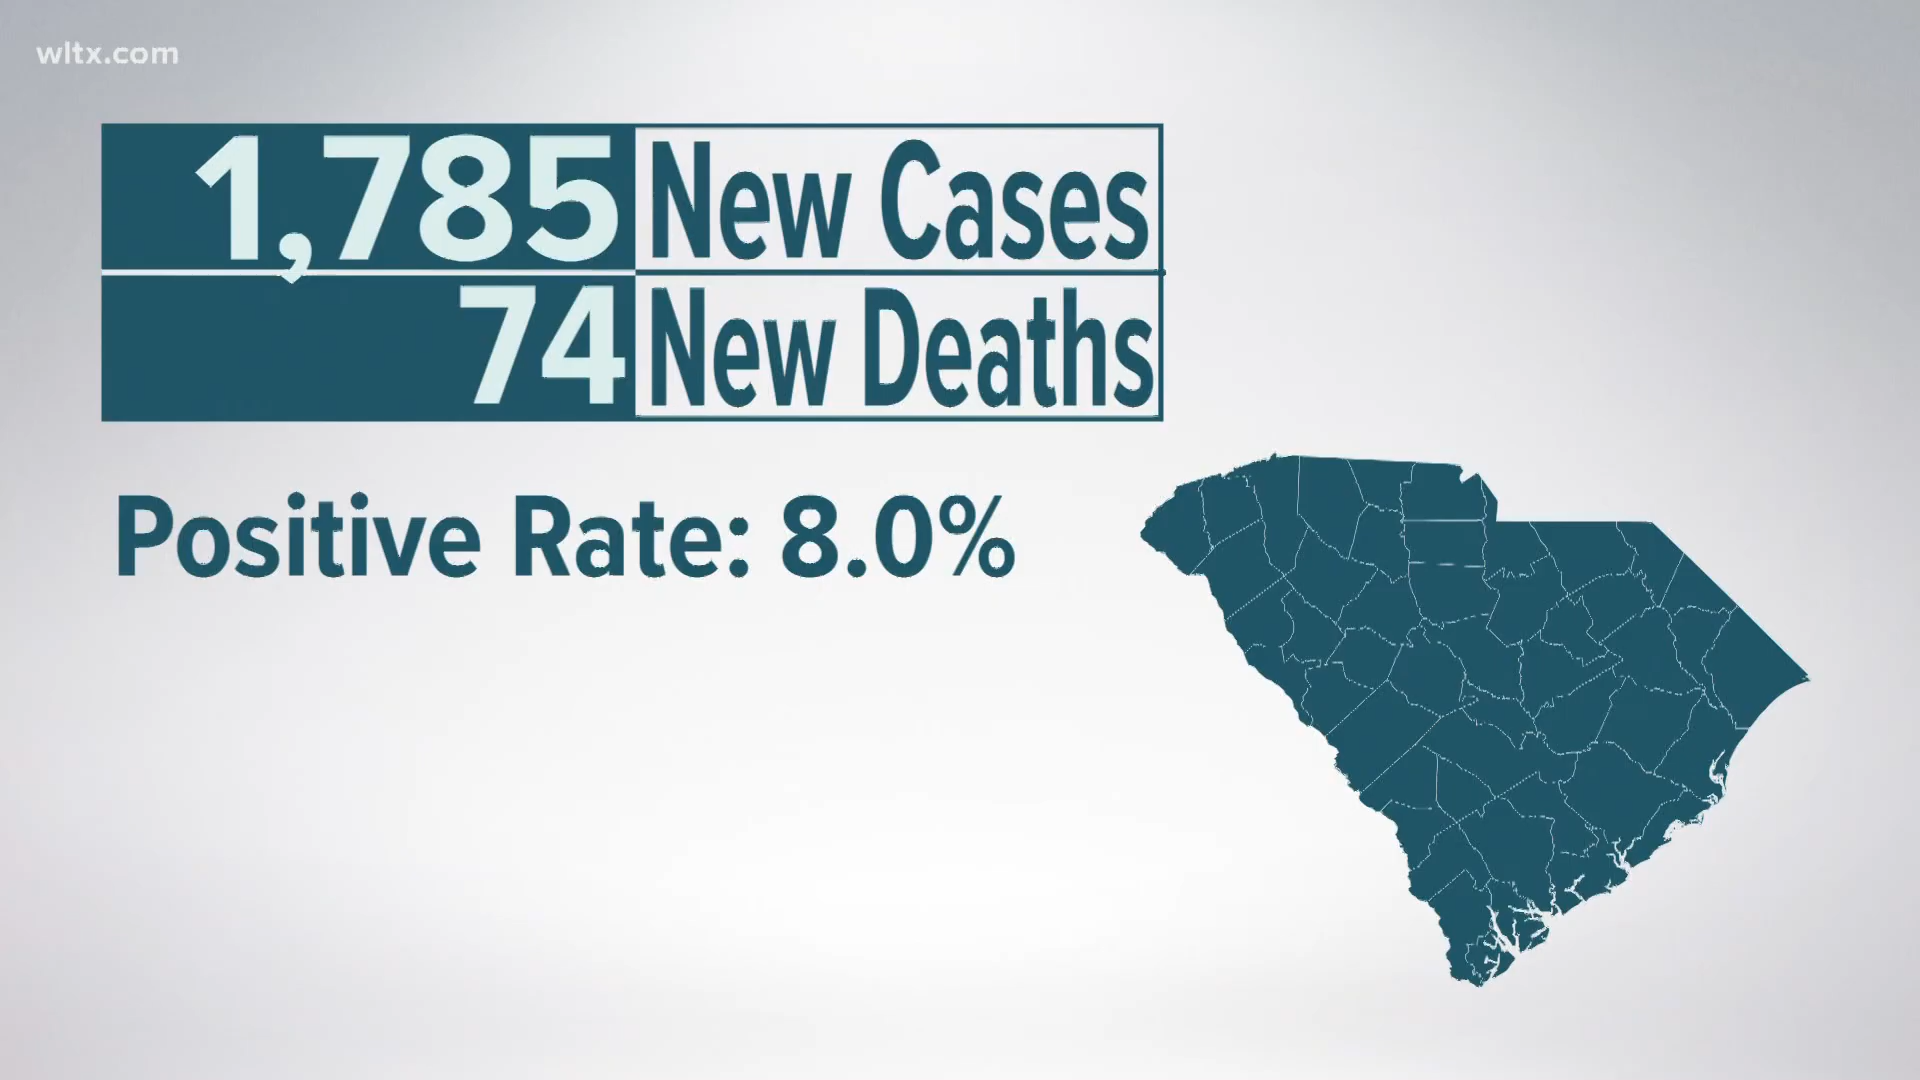 wltx.com
1,785 New Cases
74 New Deaths
Positive Rate: 8.0%